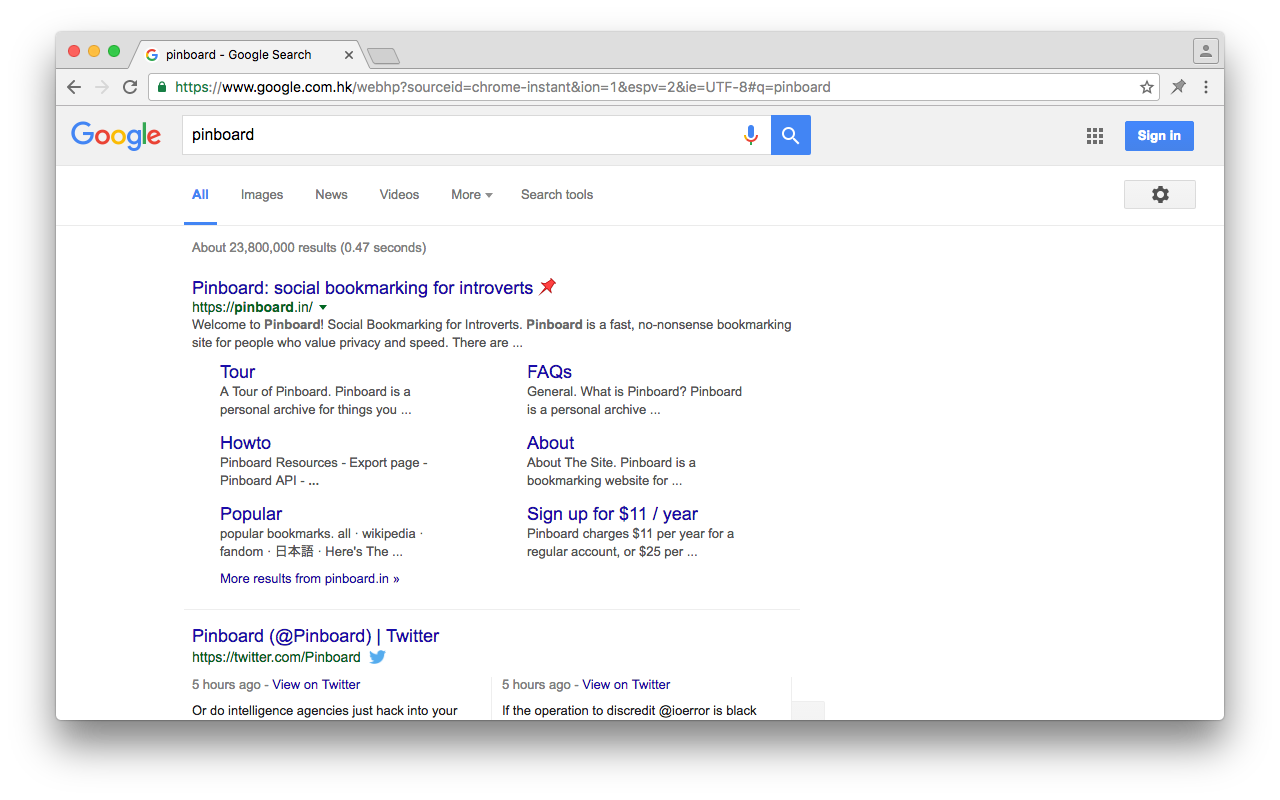 pinboard - Google Search
https://www.google.com.hk/webhp?sourceid=chrome-instant&ion=1&espv=2&ie=UTF-8#q=pinboard
Google
pinboard
Sign in
All Images News Videos More Search tools
About 23,800,000 results (0.47 seconds)
Pinboard: social bookmarking for introverts
https://pinboard.in/
Welcome to Pinboard! Social Bookmarking for Introverts. Pinboard is a fast, no-nonsense bookmarking
site for people who value privacy and speed. There are ...
Tour
A Tour of Pinboard. Pinboard is a
personal archive for things you ...
FAQs
General. What is Pinboard? Pinboard
is a personal archive ...
Howto
Pinboard Resources - Export page -
Pinboard API - ...
About
About The Site. Pinboard is a
bookmarking website for ...
Popular
popular bookmarks. all · wikipedia ·
fandom · 日本語 · Here's The ...
Sign up for $11 / year
Pinboard charges $11 per year for a
regular account, or $25 per ...
More results from pinboard.in »
Pinboard (@Pinboard) | Twitter
https://twitter.com/Pinboard
5 hours ago - View on Twitter
Or do intelligence agencies just hack into your
5 hours ago - View on Twitter
If the operation to discredit @ioerror is black